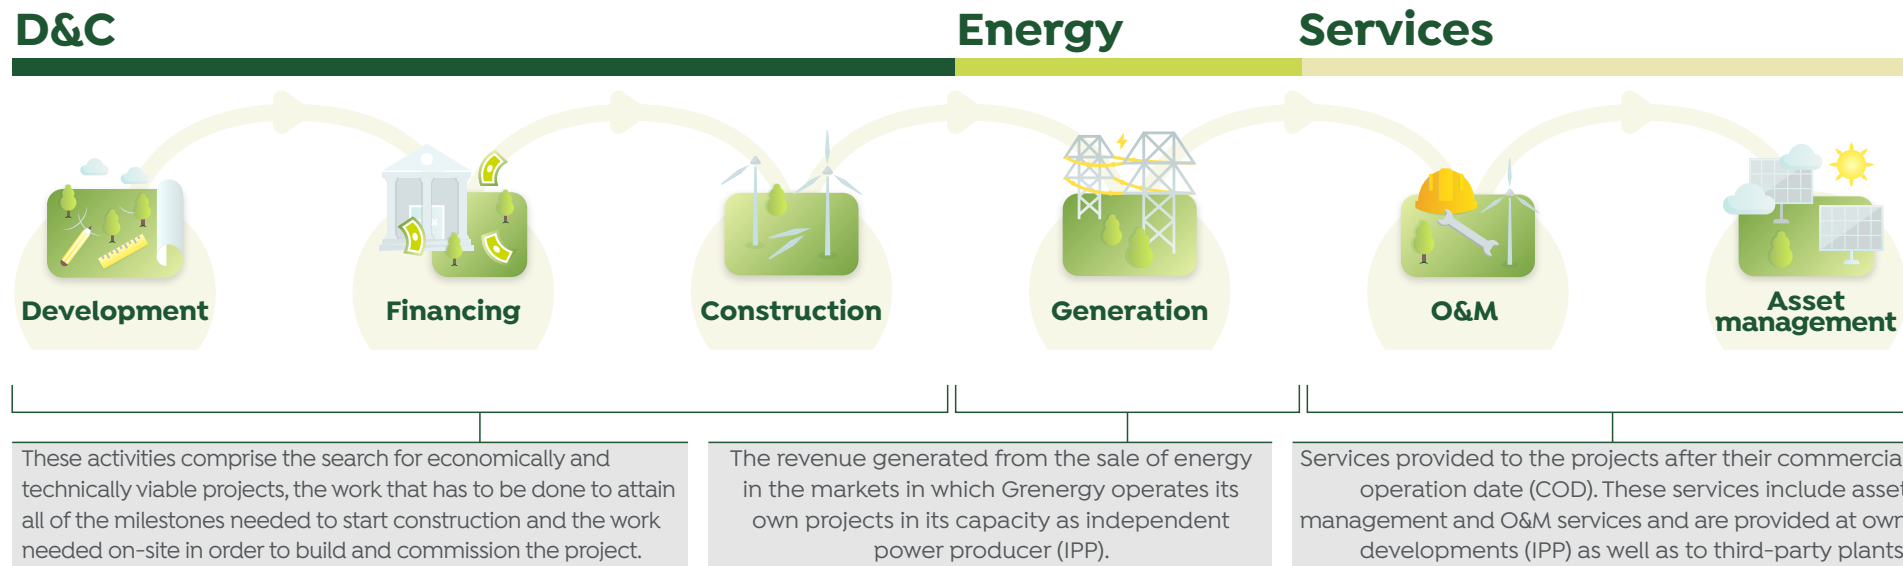 D&C
Energy
Services
Development
Financing
Construction
Generation
O&M
Asset
management
These activities comprise the search for economically and
technically viable projects, the work that has to be done to attain
all of the milestones needed to start construction and the work
needed on-site in order to build and commission the project.
The revenue generated from the sale of energy
in the markets in which Grenergy operates its
own projects in its capacity as independent
power producer (IPP).
Services provided to the projects after their commercia
operation date (COD). These services include asset
management and O&M services and are provided at own
developments (IPP) as well as to third-party plants